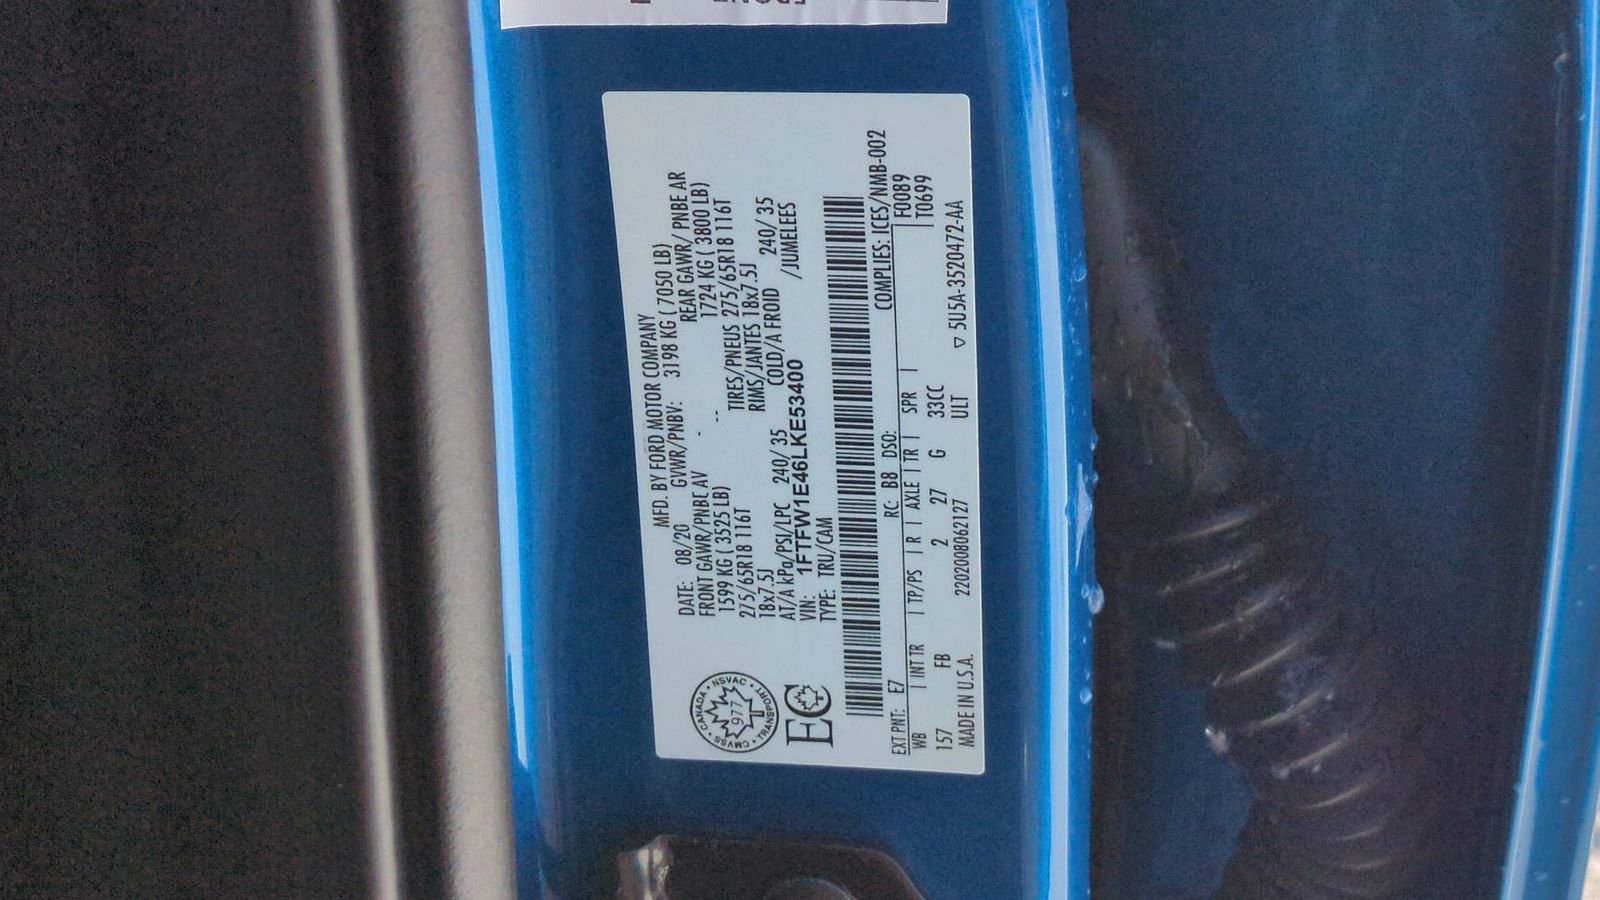 MFD. BY FORD MOTOR COMPANY
DATE: 08/20 GVWR/PNBV: 3198 KG ( 7050 LB)
FRONT GAWR/PNBE AV - REAR GAWR/ PNBE AR
1599 KG ( 3525 LB) -- 1724 KG ( 3800 LB)
275/65R18 116T TIRES/PNEUS 275/65R18 116T
18x7.5J RIMS/JANTES 18x7.5J
AT/A kPa/PSI/LPC 240/ 35 COLD/A FROID 240/ 35
VIN: 1FTFW1E46LKE53400 /JUMELEES
TYPE: TRU/CAM
CANADA • NSVAC • TRANSPORT • CMVSS •
977
EC
COMPLIES: ICES/NMB-002
EXT PNT: E7 RC: B8 DSO: F0089
WB | INT TR | TP/PS | R | AXLE | TR | SPR | T0699
157 FB 2 27 G 33CC
MADE IN U.S.A. 2202008062127 ULT ▽ 5U5A-3520472-AA
FRONT